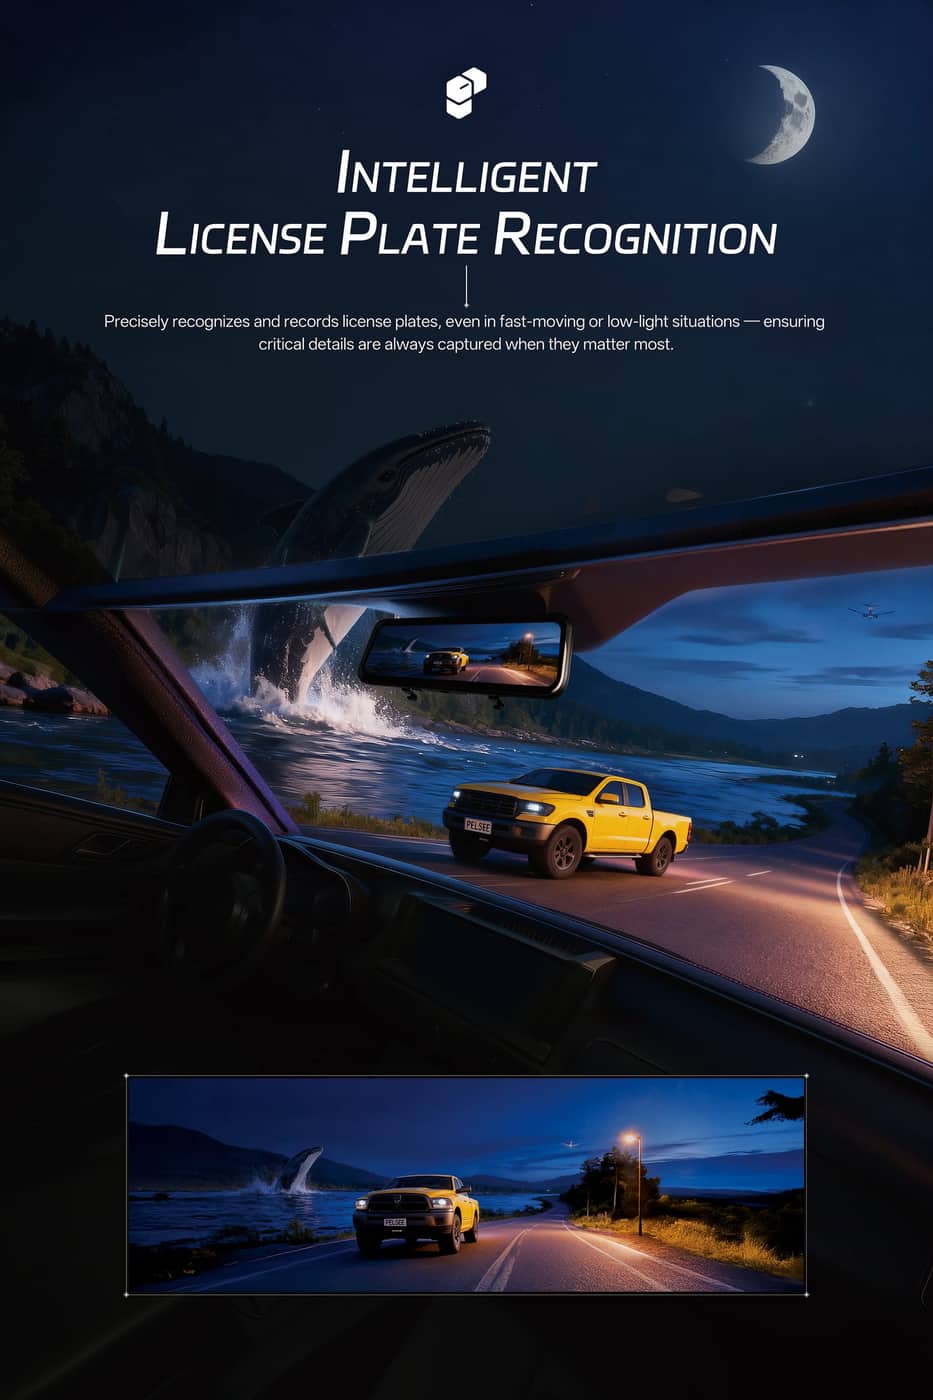 INTELLIGENT
LICENSE PLATE RECOGNITION
Precisely recognizes and records license plates, even in fast-moving or low-light situations — ensuring
critical details are always captured when they matter most.
PELSEE
PELSEE